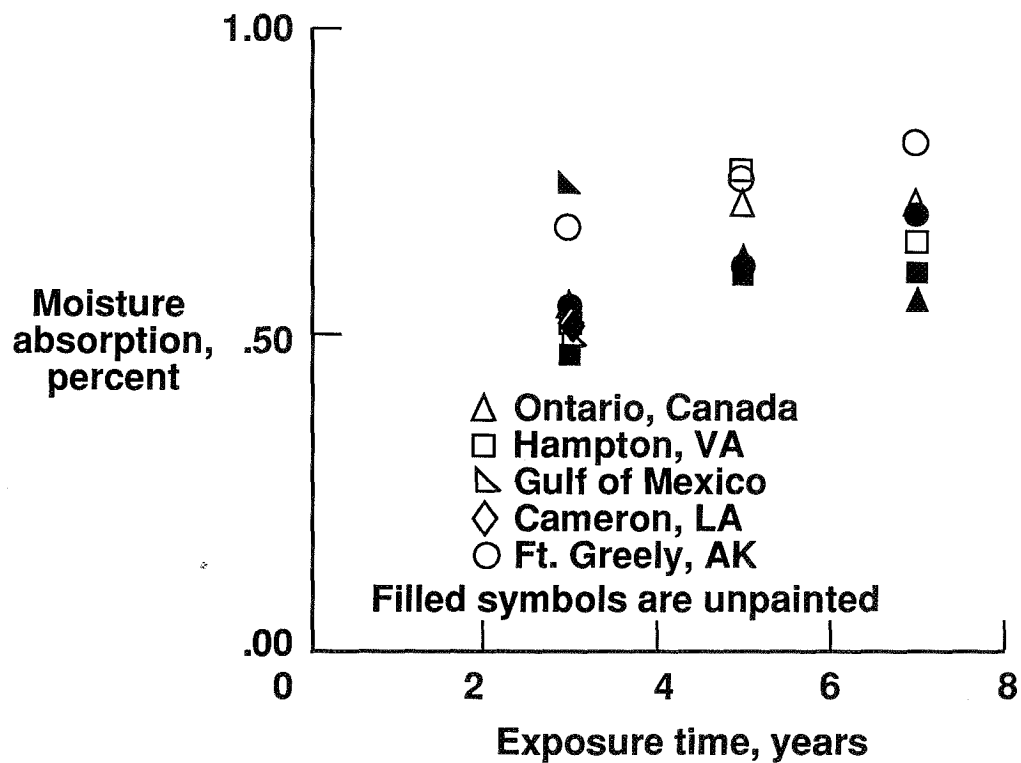 1.00
Moisture
absorption, .50
percent
Ontario, Canada
Hampton, VA
Gulf of Mexico
Cameron, LA
Ft. Greely, AK
Filled symbols are unpainted
.00
0 2 4 6 8
Exposure time, years